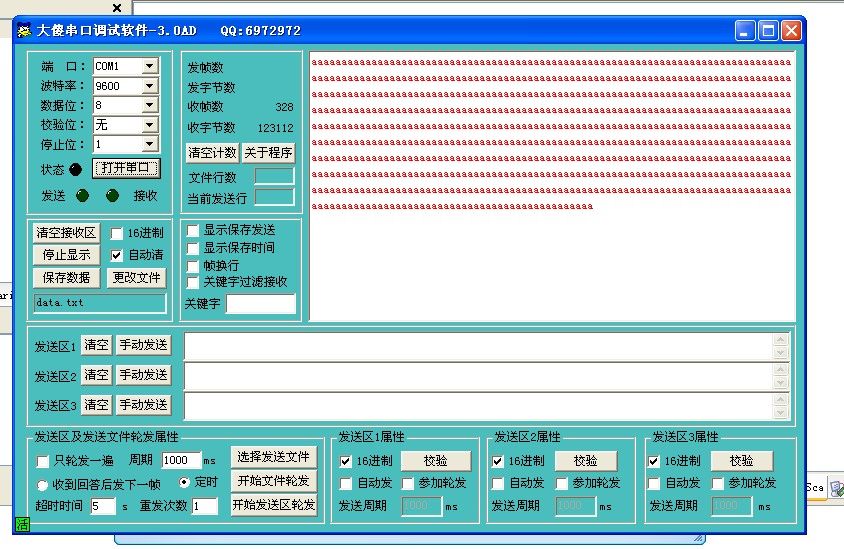 大傻串口调试软件-3.0AD QQ:6972972
端 口: COM1
波特率: 9600
数据位: 8
校验位: 无
停止位: 1
状态 打开串口
发送 接收
发帧数
发字节数
收帧数 328
收字节数 123112
清空计数 关于程序
文件行数
当前发送行
aaaaaaaaaaaaaaaaaaaaaaaaaaaaaaaaaaaaaaaaaaaaaaaaaaaaaaaaaaaaaaaaaaaaaaaaaaaaaaaa
aaaaaaaaaaaaaaaaaaaaaaaaaaaaaaaaaaaaaaaaaaaaaaaaaaaaaaaaaaaaaaaaaaaaaaaaaaaaaaaa
aaaaaaaaaaaaaaaaaaaaaaaaaaaaaaaaaaaaaaaaaaaaaaaaaaaaaaaaaaaaaaaaaaaaaaaaaaaaaaaa
aaaaaaaaaaaaaaaaaaaaaaaaaaaaaaaaaaaaaaaaaaaaaaaaaaaaaaaaaaaaaaaaaaaaaaaaaaaaaaaa
aaaaaaaaaaaaaaaaaaaaaaaaaaaaaaaaaaaaaaaaaaaaaaaaaaaaaaaaaaaaaaaaaaaaaaaaaaaaaaaa
aaaaaaaaaaaaaaaaaaaaaaaaaaaaaaaaaaaaaaaaaaaaaaaaaaaaaaaaaaaaaaaaaaaaaaaaaaaaaaaa
aaaaaaaaaaaaaaaaaaaaaaaaaaaaaaaaaaaaaaaaaaaaaaaaaaaaaaaaaaaaaaaaaaaaaaaaaaaaaaaa
aaaaaaaaaaaaaaaaaaaaaaaaaaaaaaaaaaaaaaaaaaaaaaaaaaaaaaaaaaaaaaaaaaaaaaaaaaaaaaaa
aaaaaaaaaaaaaaaaaaaaaaaaaaaaaaaaaaaaaaaaaaaaaaaaaaaaaaaaaaaaaaaaaaaaaaaaaaaaaaaa
aaaaaaaaaaaaaaaaaaaaaaaaaaaaaaaaaaaaaaaaaaaaaaa
清空接收区 16进制
停止显示 自动清
保存数据 更改文件
data.txt
显示保存发送
显示保存时间
帧换行
关键字过滤接收
关键字
发送区1 清空 手动发送
发送区2 清空 手动发送
发送区3 清空 手动发送
发送区及发送文件轮发属性
只轮发一遍 周期 1000 ms 选择发送文件
收到回答后发下一帧 定时 开始文件轮发
超时时间 5 s 重发次数 1 开始发送区轮发
发送区1属性
16进制 校验
自动发 参加轮发
发送周期 1000 ms
发送区2属性
16进制 校验
自动发 参加轮发
发送周期 1000 ms
发送区3属性
16进制 校验
自动发 参加轮发
发送周期 1000 ms
活
ari
Sca